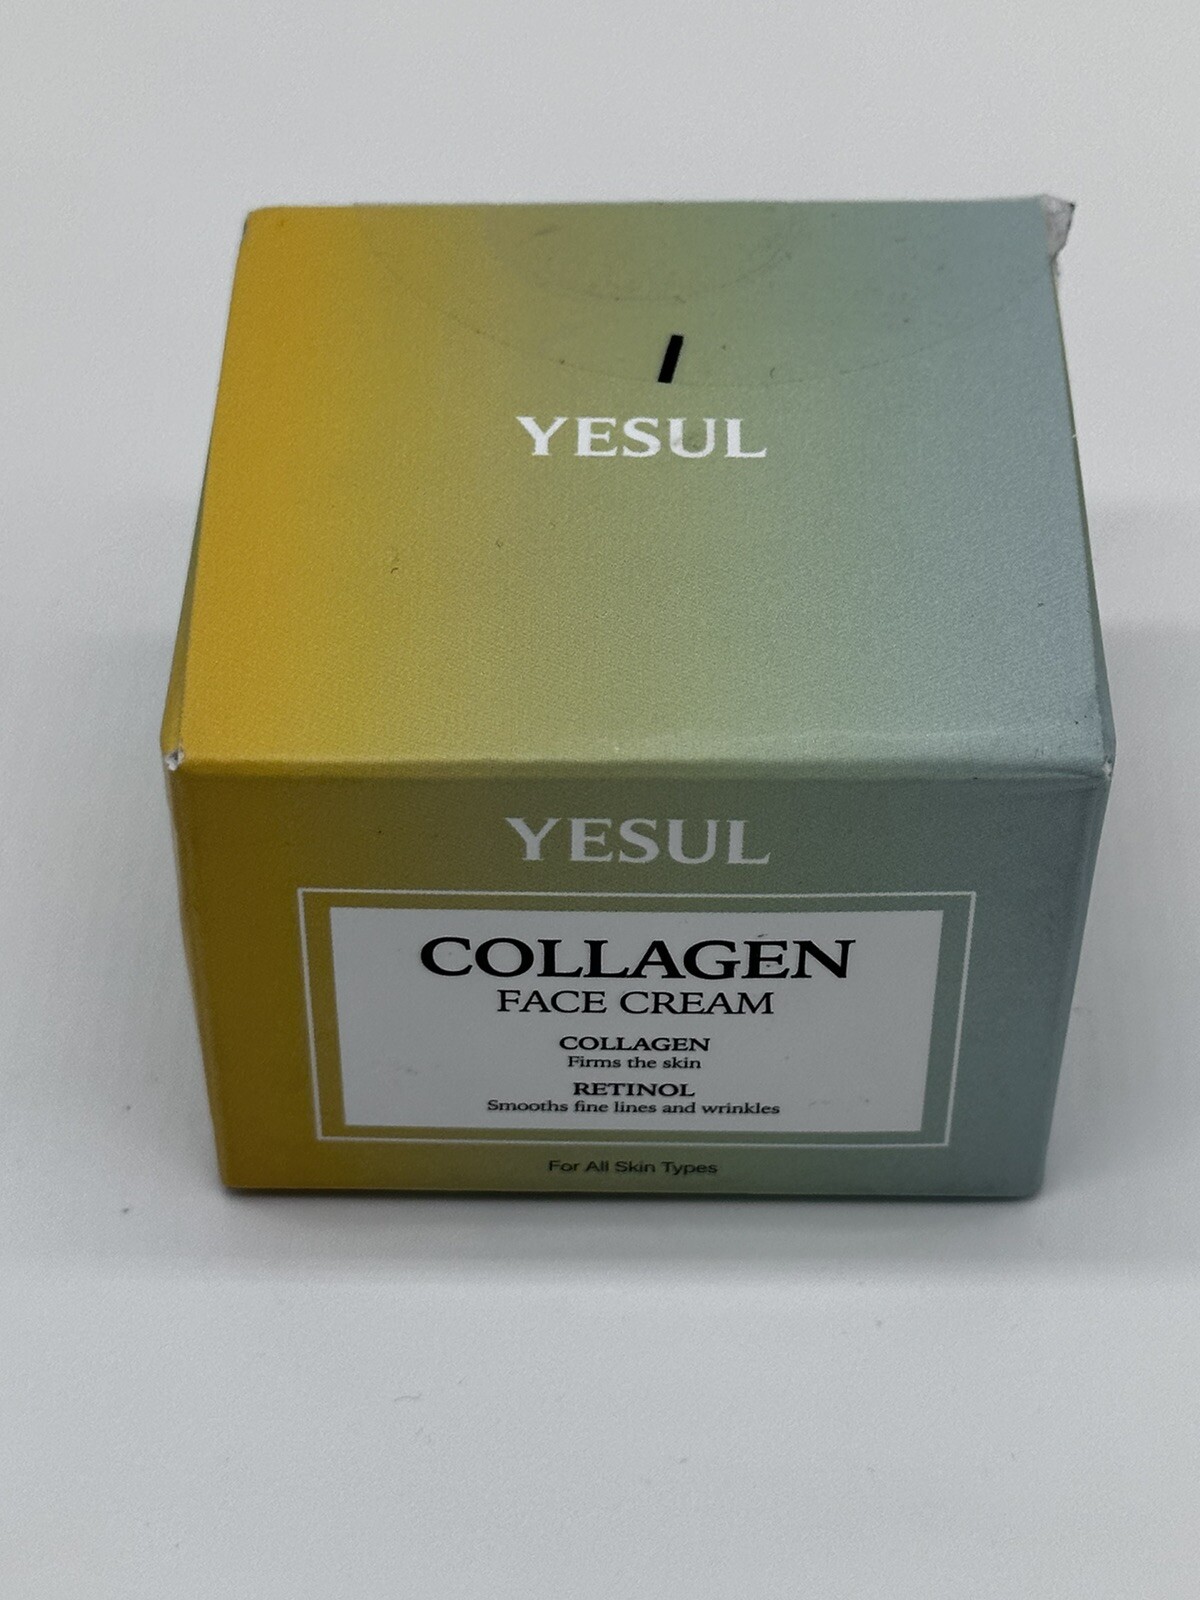 YESUL
YESUL
COLLAGEN
FACE CREAM
COLLAGEN
Firms the skin
RETINOL
Smooths fine lines and wrinkles
For All Skin Types